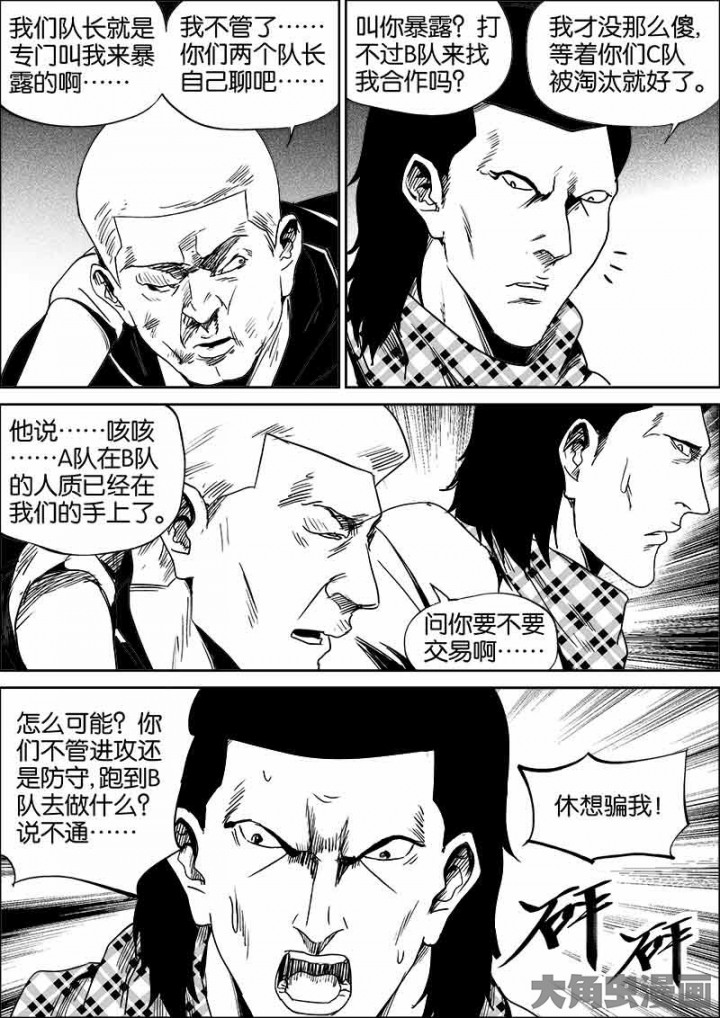 我们队长就是
专门叫我来暴
露的啊……
我不管了……
你们两个队长
自己聊吧……
叫你暴露？打
不过B队来找
我合作吗？
我才没那么傻，
等着你们C队
被淘汰就好了。
他说……咳咳
……A队在B队
的人质已经在
我们的手上了。
问你要不要
交易啊……
怎么可能？你
们不管进攻还
是防守，跑到B
队去做什么？
说不通……
休想骗我！
砰
砰
大角虫漫画